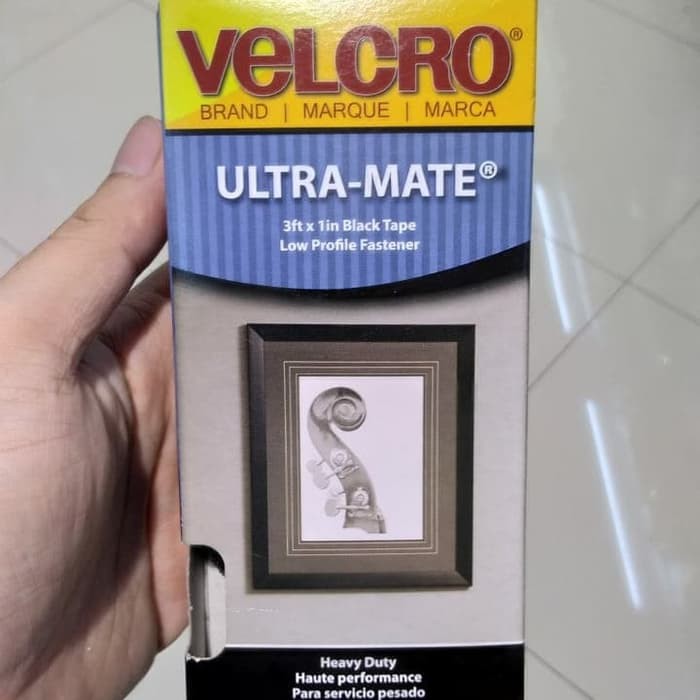 VELCRO®
BRAND | MARQUE | MARCA
ULTRA-MATE®
3ft x 1in Black Tape
Low Profile Fastener
Heavy Duty
Haute performance
Para servicio pesado